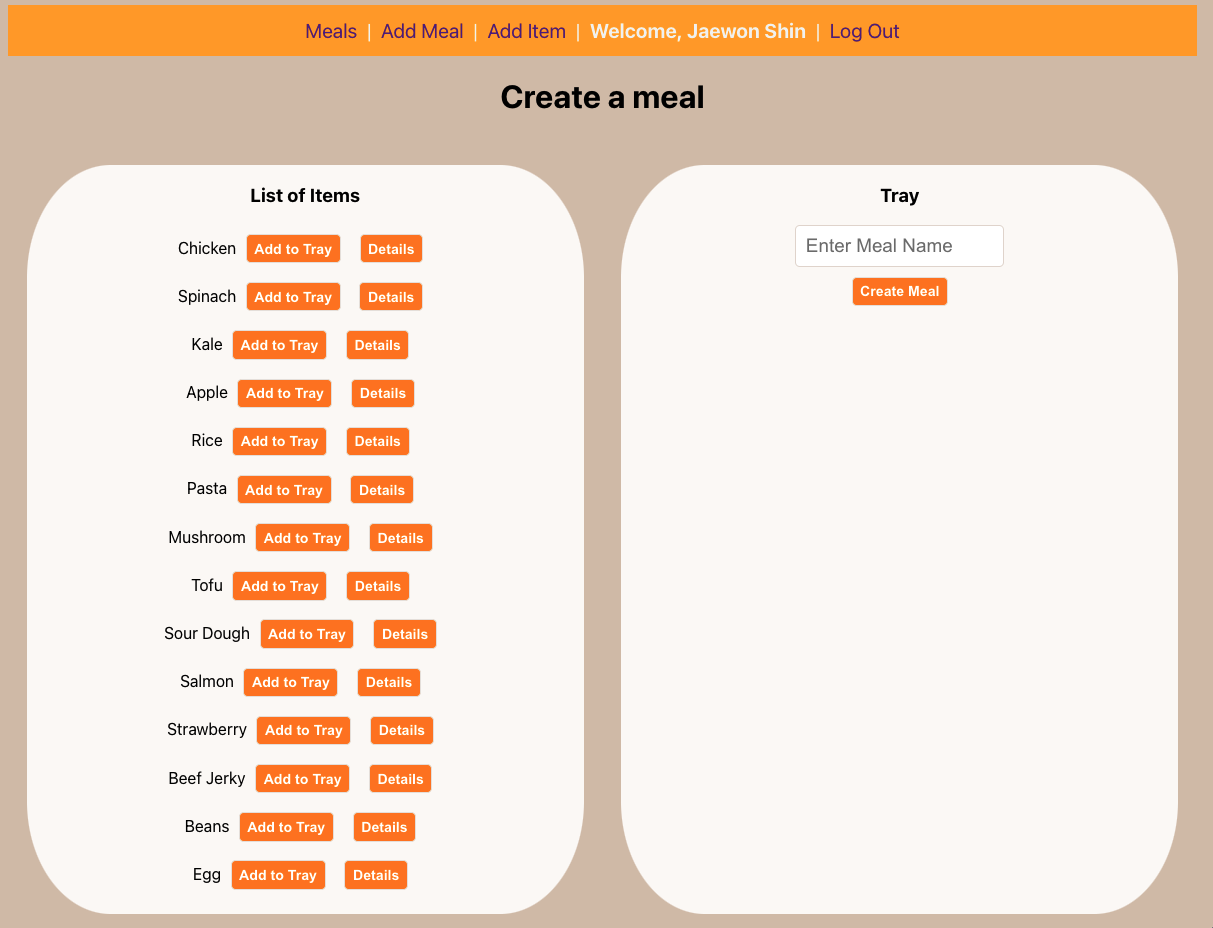 Meals | Add Meal | Add Item | Welcome, Jaewon Shin | Log Out
Create a meal
List of Items
Chicken Add to Tray Details
Spinach Add to Tray Details
Kale Add to Tray Details
Apple Add to Tray Details
Rice Add to Tray Details
Pasta Add to Tray Details
Mushroom Add to Tray Details
Tofu Add to Tray Details
Sour Dough Add to Tray Details
Salmon Add to Tray Details
Strawberry Add to Tray Details
Beef Jerky Add to Tray Details
Beans Add to Tray Details
Egg Add to Tray Details
Tray
Enter Meal Name
Create Meal